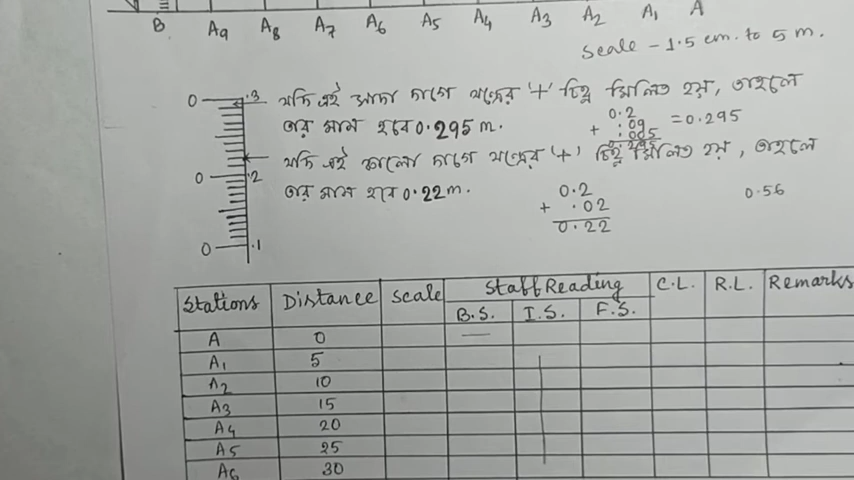 B A9 A8 A7 A6 A5 A4 A3 A2 A1 A
Scale - 1.5 cm. to 5 m.
0 .3 যদি এই সাদা দাগে যন্ত্রের '+' চিহ্ন মিলিত হয়, তাহলে
তার মান হবে 0.295 m.
0.2
.09
+ .005
0.295
= 0.295
যদি এই কালো দাগে যন্ত্রের '+' চিহ্ন মিলিত হয়, তাহলে
0 .2 তার মান হবে 0.22 m.
0.2
+ .02
0.22
0.56
0 .1
Stations Distance Scale Staff Reading C.L. R.L. Remarks
B.S. I.S. F.S.
A 0
A1 5
A2 10
A3 15
A4 20
A5 25
A6 30